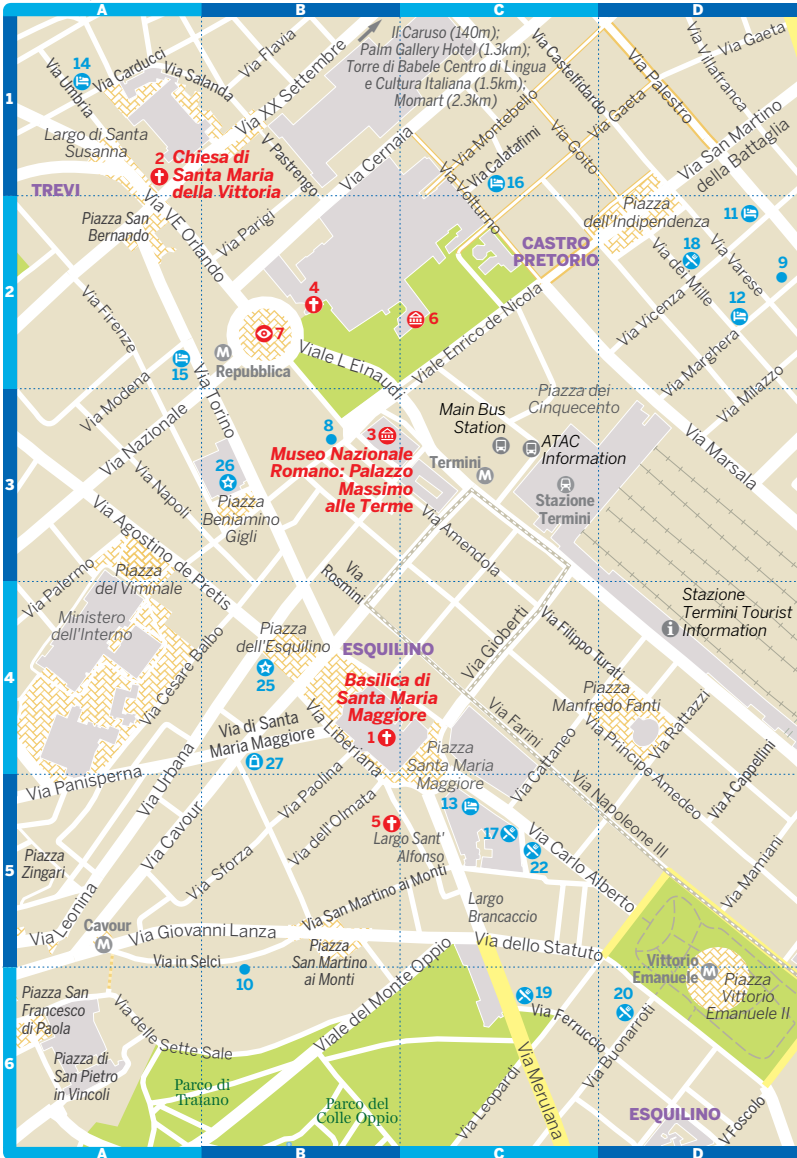 A
B
C
D
1
2
3
4
5
6
Il Caruso (140m);
Palm Gallery Hotel (1.3km);
Torre di Babele Centro di Lingua
e Cultura Italiana (1.5km);
Momart (2.3km)
14
Via Umbria
Via Carducci
Via Salanda
Via Flavia
Via XX Settembre
Via Castelfidardo
Via Palestro
Via Villafranca
Via Gaeta
Largo di Santa
Susanna
2
Chiesa di
Santa Maria
della Vittoria
V Pastrengo
Via Cernaia
Via Montebello
Via Calatafimi
Via Goito
Via Gaeta
Via San Martino
della Battaglia
16
Via Volturno
TREVI
Piazza San
Bernando
Via VE Orlando
Via Parigi
CASTRO
PRETORIO
Piazza
dell'Indipendenza
11
18
9
Via dei Mille
Via Varese
12
Via Vicenza
Via Marghera
Via Milazzo
4
6
7
Via Firenze
15
M
Repubblica
Viale L Einaudi
Viale Enrico de Nicola
Via Modena
Via Nazionale
Via Torino
8
3
Museo Nazionale
Romano: Palazzo
Massimo
alle Terme
Main Bus
Station
Piazza dei
Cinquecento
ATAC
Information
Termini
M
Stazione
Termini
Via Marsala
26
Piazza
Beniamino
Gigli
Via Napoli
Via Agostino de Pretis
Via Amendola
Via
Rosmini
Via Palermo
Piazza
del Viminale
Ministero
dell'Interno
Via Cesare Balbo
Piazza
dell'Esquilino
25
ESQUILINO
Basilica di
Santa Maria
Maggiore
1
Via Gioberti
Via Filippo Turati
Stazione
Termini Tourist
Information
i
Piazza
Manfredo Fanti
Via Rattazzi
Via Farini
Via Principe Amedeo
Via A Cappellini
Via Cattaneo
Via di Santa
Maria Maggiore
27
Via Liberiana
Piazza
Santa Maria
Maggiore
Via Panisperna
Via Urbana
Via Cavour
Via Paolina
Via dell'Olmata
5
Largo Sant'
Alfonso
13
17
22
Via Carlo Alberto
Via Napoleone III
Via Mamiani
Piazza
Zingari
Via Sforza
Via Leonina
Via San Martino ai Monti
Largo
Brancaccio
Cavour
M
Via Giovanni Lanza
Via in Selci
10
Piazza
San Martino
ai Monti
Via dello Statuto
Vittorio
Emanuele
M
Piazza
Vittorio
Emanuele II
Piazza San
Francesco
di Paola
Via delle Sette Sale
Viale del Monte Oppio
19
20
Via Ferruccio
Via Buonarroti
Piazza di
San Pietro
in Vincoli
Parco di
Traiano
Parco del
Colle Oppio
Via Leopardi
Via Merulana
ESQUILINO
V Foscolo
A
B
C
D